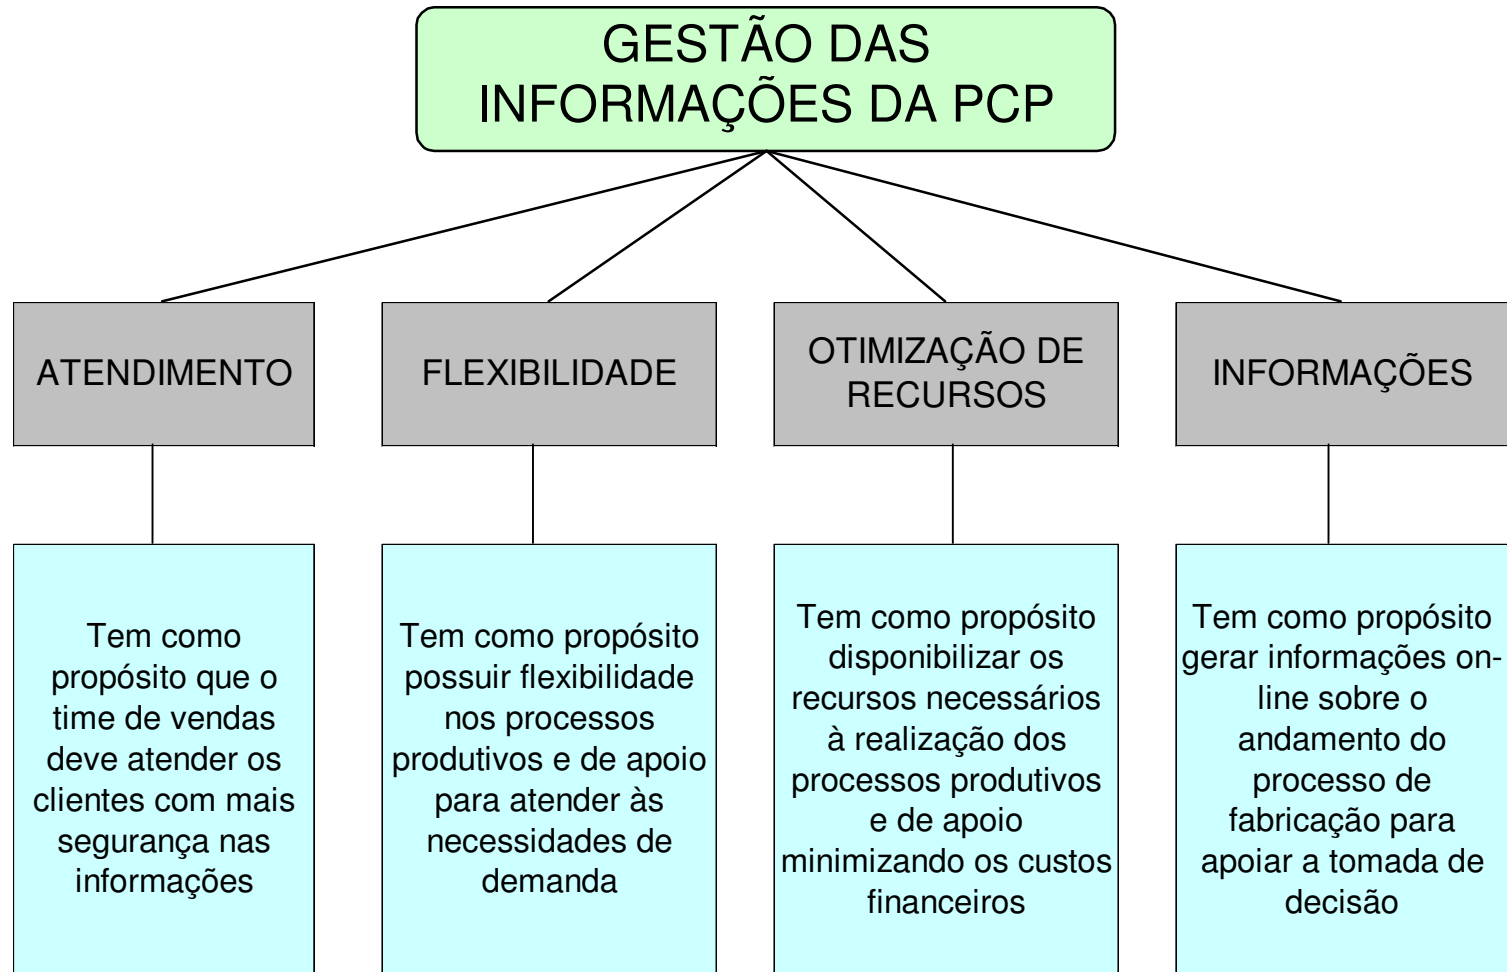 GESTÃO DAS
INFORMAÇÕES DA PCP
ATENDIMENTO
FLEXIBILIDADE
OTIMIZAÇÃO DE
RECURSOS
INFORMAÇÕES
Tem como
propósito que o
time de vendas
deve atender os
clientes com mais
segurança nas
informações
Tem como propósito
possuir flexibilidade
nos processos
produtivos e de apoio
para atender às
necessidades de
demanda
Tem como propósito
disponibilizar os
recursos necessários
à realização dos
processos produtivos
e de apoio
minimizando os custos
financeiros
Tem como propósito
gerar informações on-
line sobre o
andamento do
processo de
fabricação para
apoiar a tomada de
decisão